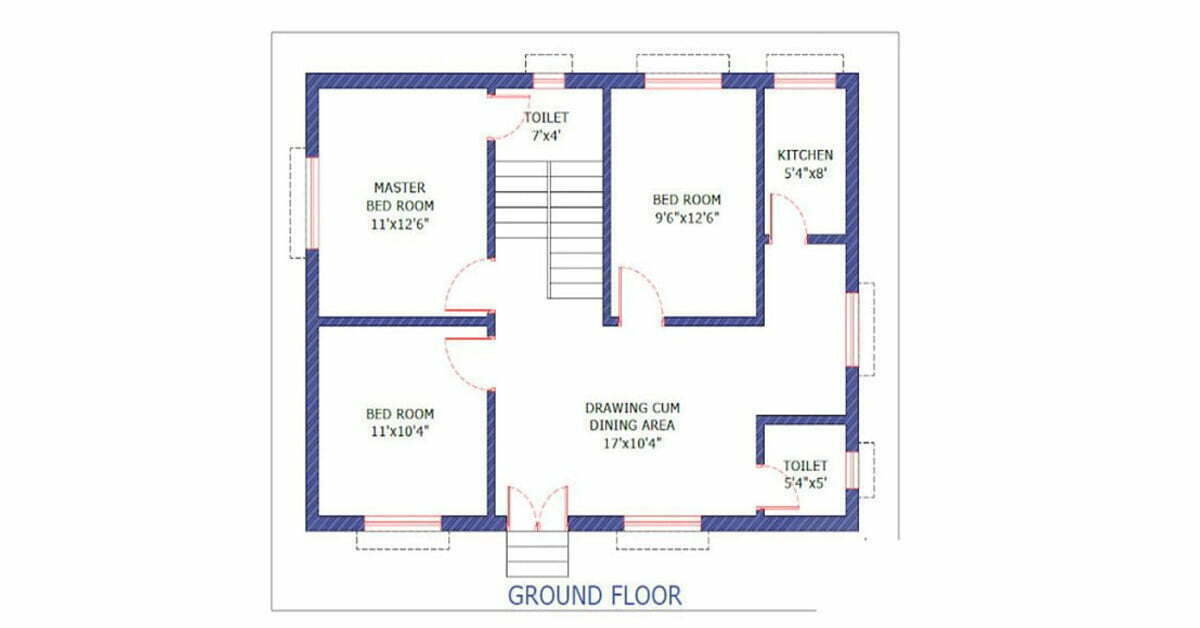 TOILET
7'x4'
KITCHEN
5'4"x8'
MASTER
BED ROOM
11'x12'6"
BED ROOM
9'6"x12'6"
BED ROOM
11'x10'4"
DRAWING CUM
DINING AREA
17'x10'4"
TOILET
5'4"x5'
GROUND FLOOR